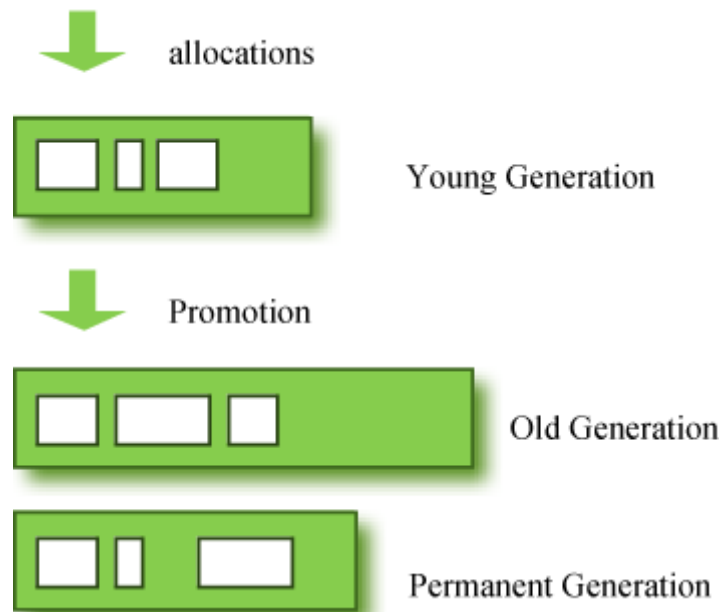 allocations
Young Generation
Promotion
Old Generation
Permanent Generation